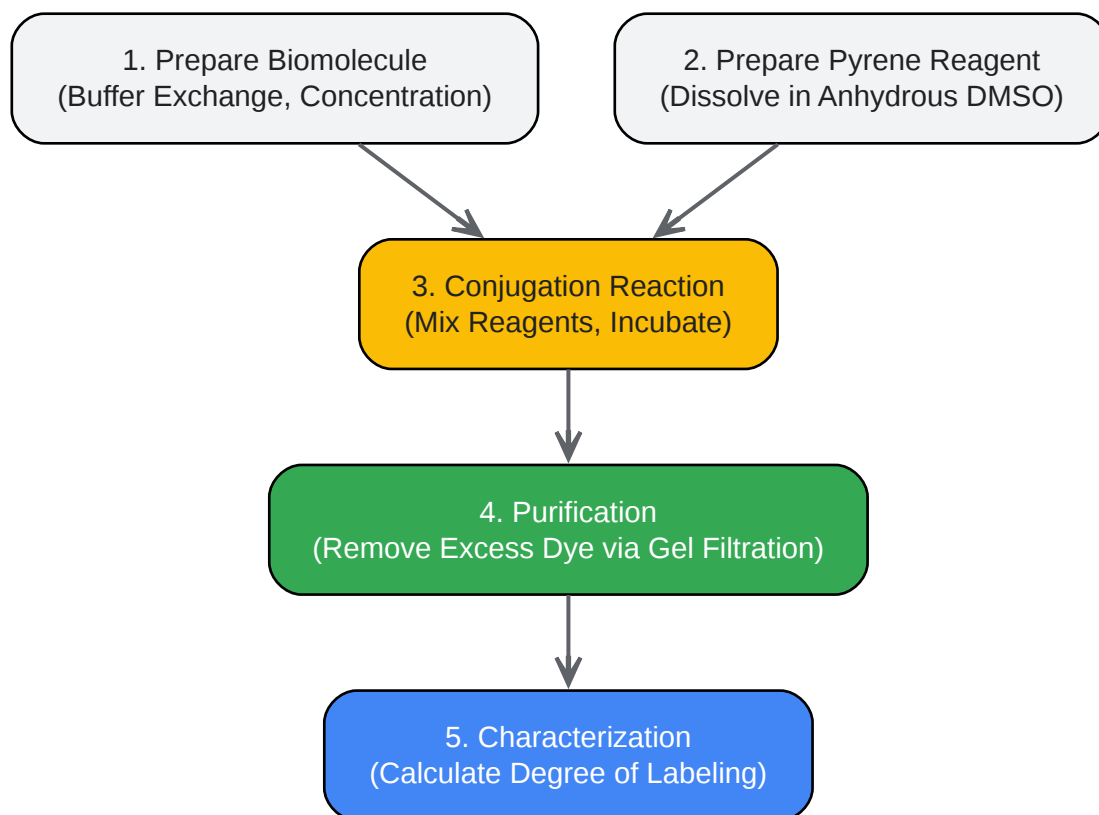 1. Prepare Biomolecule
(Buffer Exchange, Concentration)
2. Prepare Pyrene Reagent
(Dissolve in Anhydrous DMSO)
3. Conjugation Reaction
(Mix Reagents, Incubate)
4. Purification
(Remove Excess Dye via Gel Filtration)
5. Characterization
(Calculate Degree of Labeling)